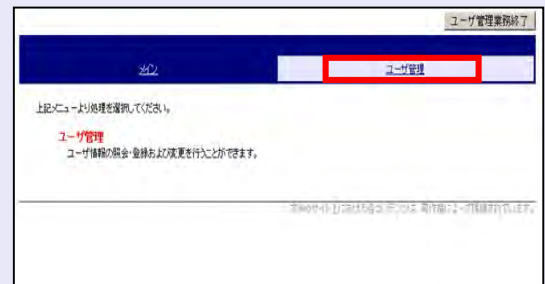 ユーザ管理業務終了
メイン
ユーザ管理
上記メニューより処理を選択してください。
ユーザ管理
ユーザ情報の照会・登録および変更を行うことができます。